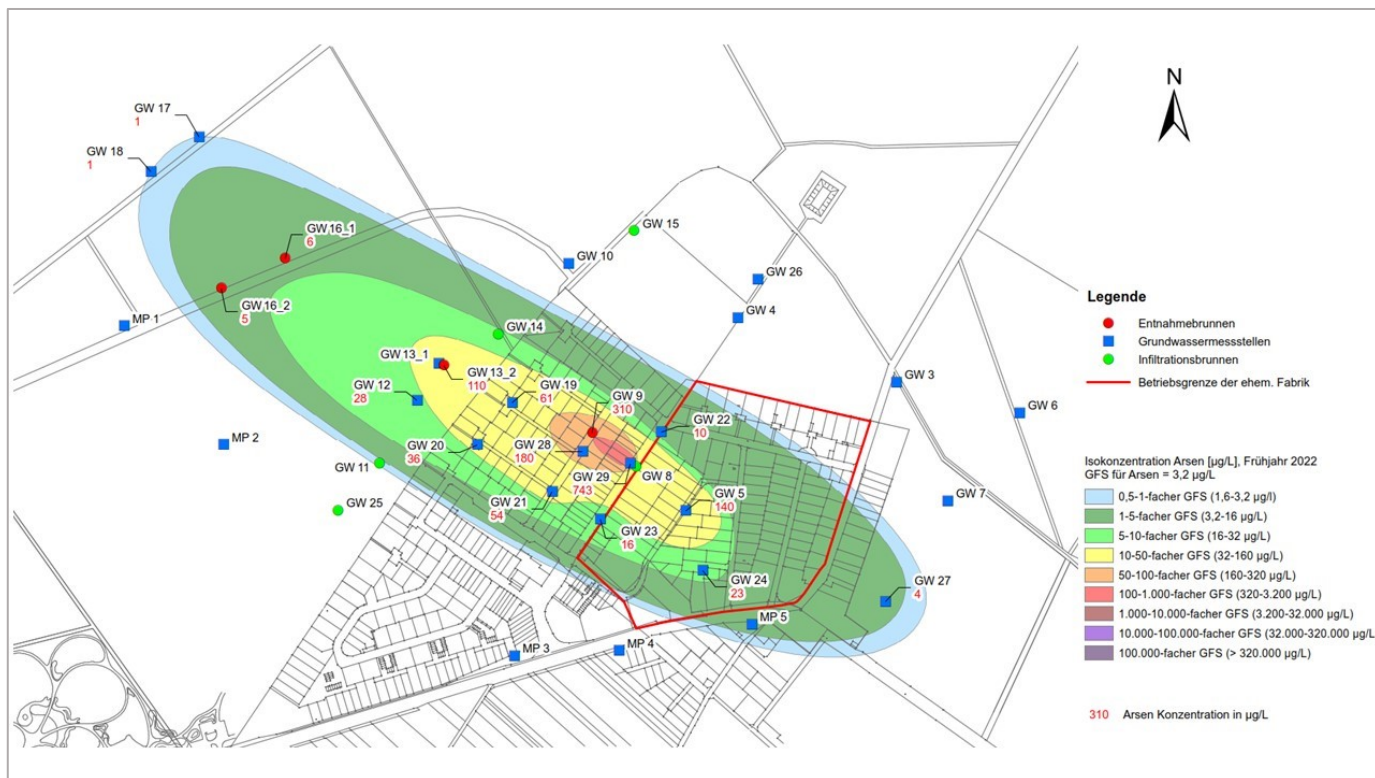 N
GW 17
1
GW 18
1
GW 16_1
6
GW 16_2
5
MP 1
GW 15
GW 10
GW 26
GW 4
GW 14
GW 13_1
GW 13_2
110
GW 12
28
GW 19
61
GW 9
310
GW 3
GW 6
GW 22
10
MP 2
GW 20
36
GW 28
180
GW 11
GW 29
743
GW 8
GW 25
GW 21
54
GW 5
140
GW 7
GW 23
16
GW 24
23
GW 27
4
MP 5
MP 3
MP 4
Legende
Entnahmebrunnen
Grundwassermessstellen
Infiltrationsbrunnen
Betriebsgrenze der ehem. Fabrik
Isokonzentration Arsen [µg/L], Frühjahr 2022
GFS für Arsen = 3,2 µg/L
0,5-1-facher GFS (1,6-3,2 µg/l)
1-5-facher GFS (3,2-16 µg/L)
5-10-facher GFS (16-32 µg/L)
10-50-facher GFS (32-160 µg/L)
50-100-facher GFS (160-320 µg/L)
100-1.000-facher GFS (320-3.200 µg/L)
1.000-10.000-facher GFS (3.200-32.000 µg/L)
10.000-100.000-facher GFS (32.000-320.000 µg/L)
100.000-facher GFS (> 320.000 µg/L)
310 Arsen Konzentration in µg/L